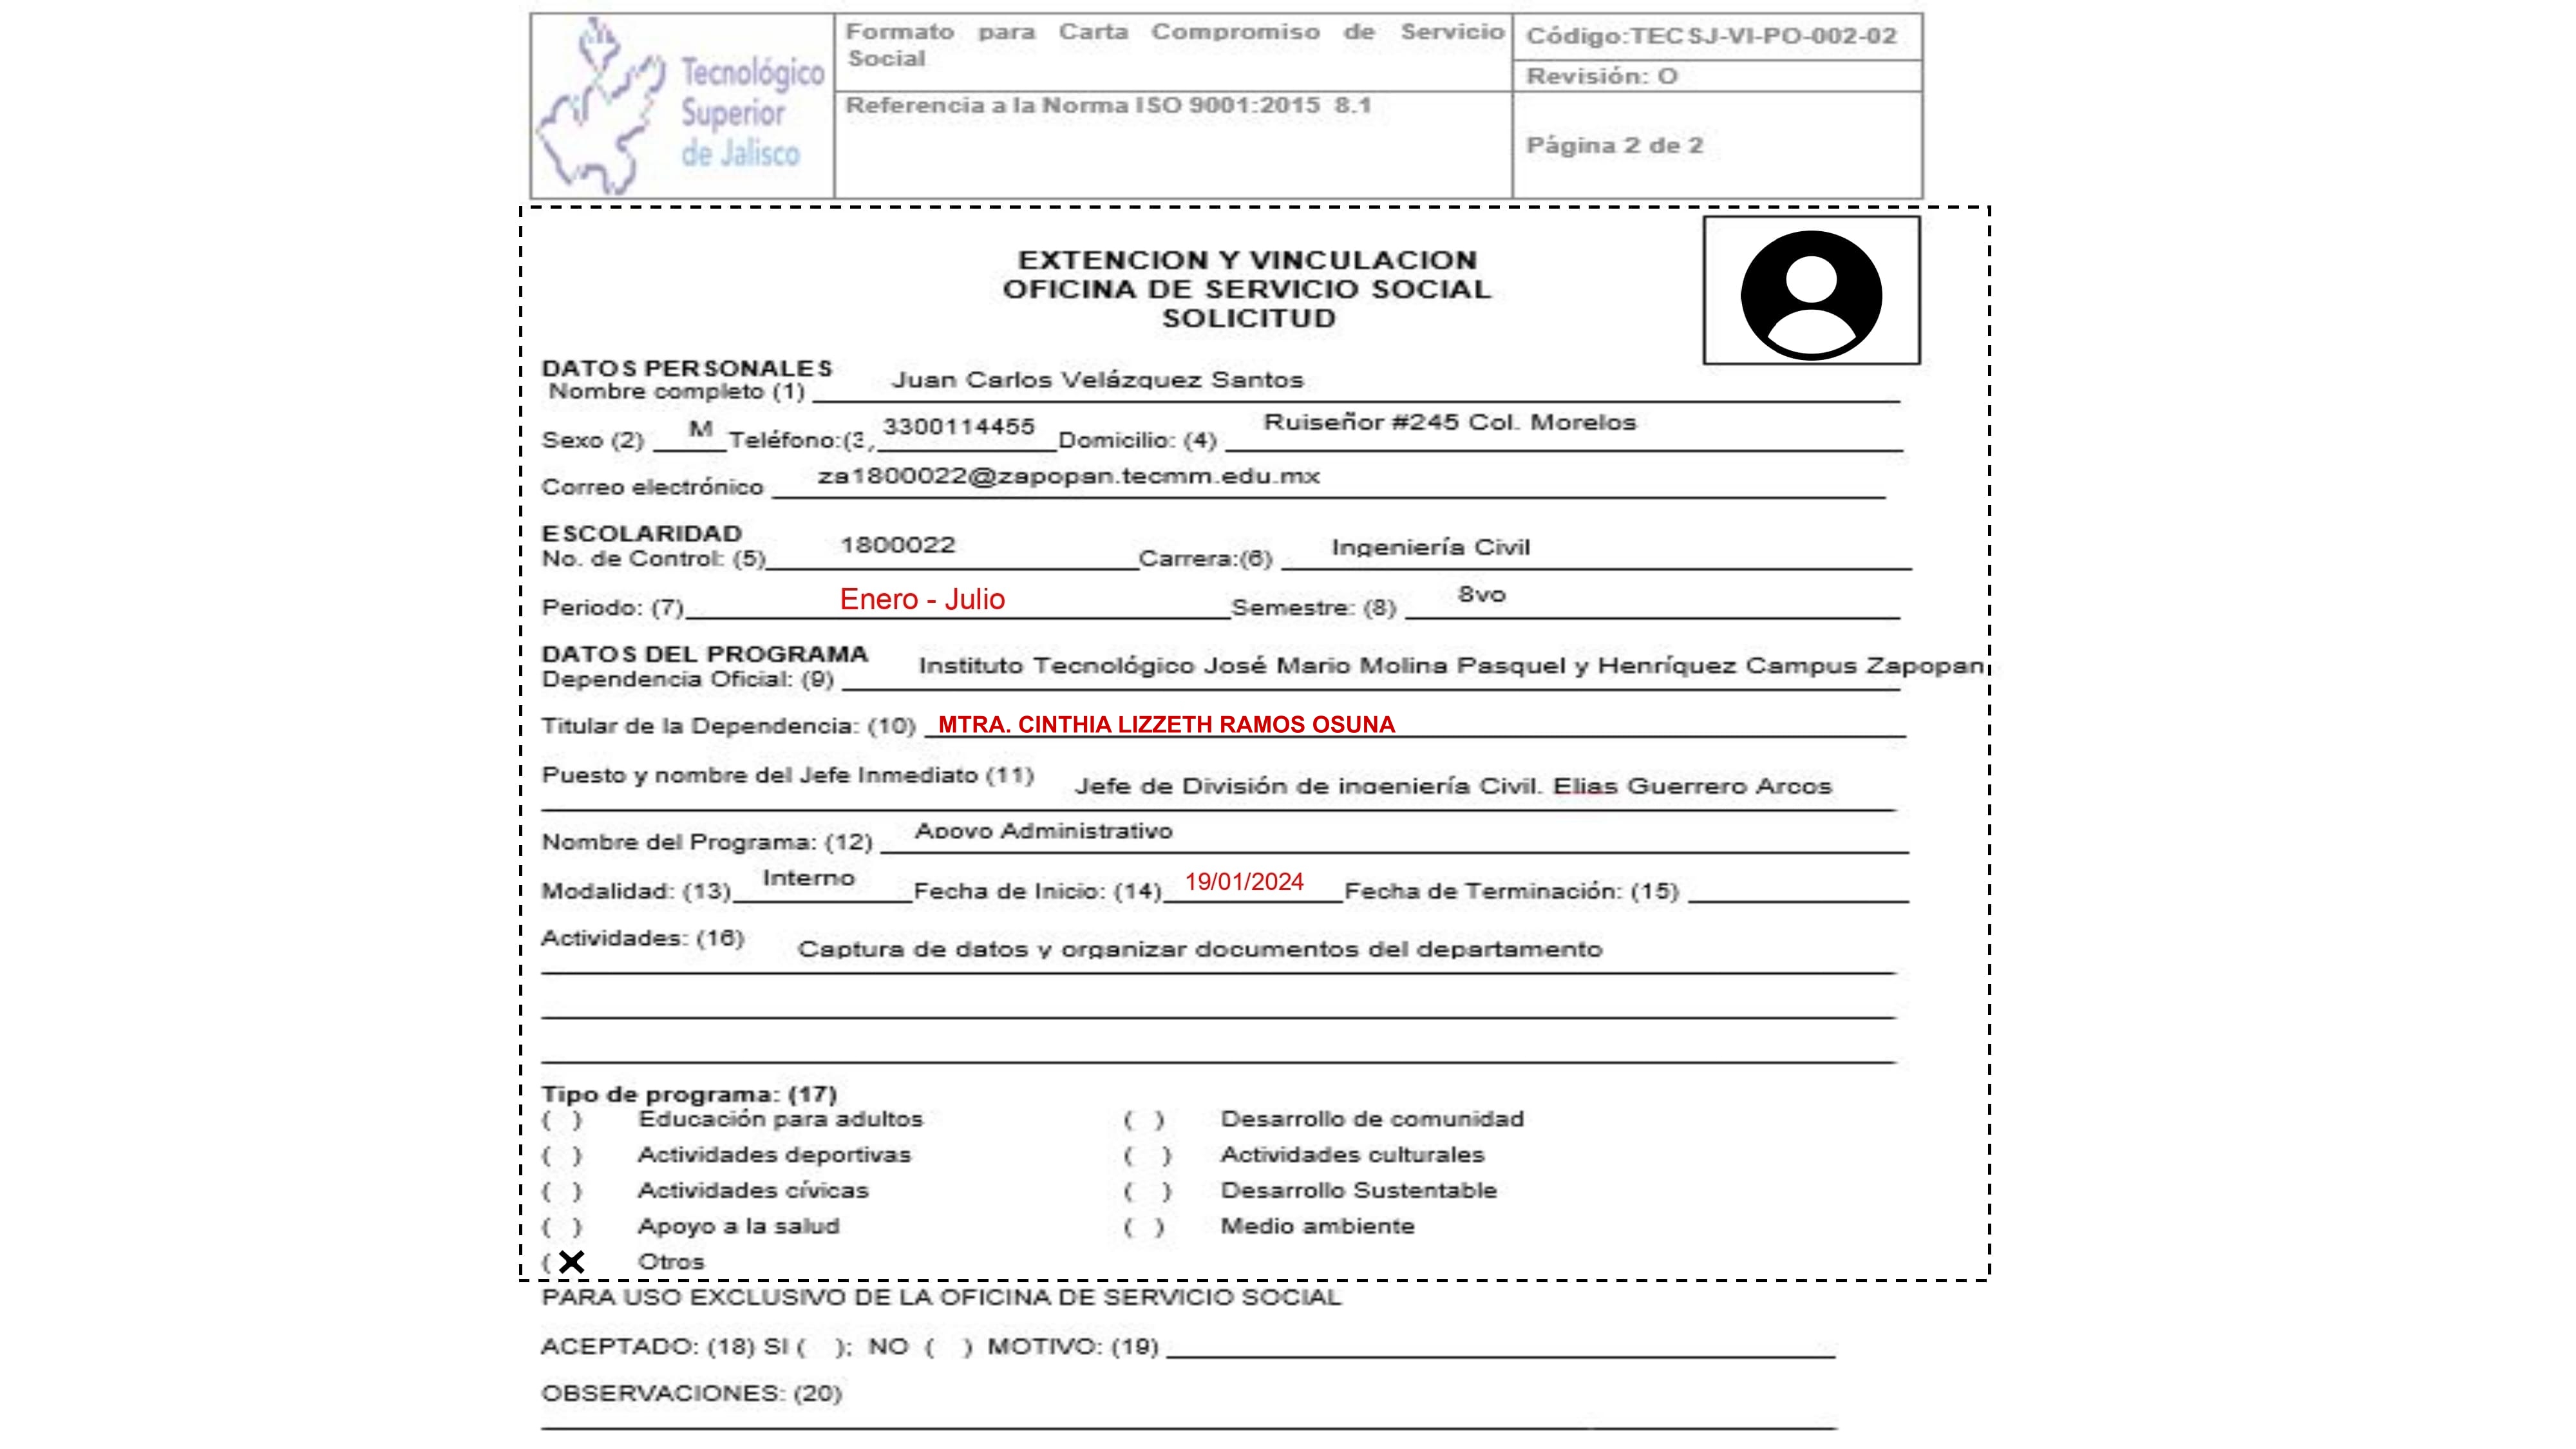 Tecnológico
Superior
de Jalisco
Formato para Carta Compromiso de Servicio
Social
Referencia a la Norma ISO 9001:2015 8.1
Código:TECSJ-VI-PO-002-02
Revisión: O
Página 2 de 2
EXTENCION Y VINCULACION
OFICINA DE SERVICIO SOCIAL
SOLICITUD
DATOS PERSONALES
Nombre completo (1) Juan Carlos Velázquez Santos
Sexo (2) M Teléfono:(3, 3300114455 Domicilio: (4) Ruiseñor #245 Col. Morelos
Correo electrónico za1800022@zapopan.tecmm.edu.mx
ESCOLARIDAD
No. de Control: (5) 1800022 Carrera:(6) Ingeniería Civil
Periodo: (7) Enero - Julio Semestre: (8) 8vo
DATOS DEL PROGRAMA
Dependencia Oficial: (9) Instituto Tecnológico José Mario Molina Pasquel y Henríquez Campus Zapopan
Titular de la Dependencia: (10) MTRA. CINTHIA LIZZETH RAMOS OSUNA
Puesto y nombre del Jefe Inmediato (11) Jefe de División de ingeniería Civil. Elias Guerrero Arcos
Nombre del Programa: (12) Apoyo Administrativo
Modalidad: (13) Interno Fecha de Inicio: (14) 19/01/2024 Fecha de Terminación: (15)
Actividades: (16) Captura de datos y organizar documentos del departamento
Tipo de programa: (17)
( ) Educación para adultos ( ) Desarrollo de comunidad
( ) Actividades deportivas ( ) Actividades culturales
( ) Actividades cívicas ( ) Desarrollo Sustentable
( ) Apoyo a la salud ( ) Medio ambiente
( X Otros
PARA USO EXCLUSIVO DE LA OFICINA DE SERVICIO SOCIAL
ACEPTADO: (18) SI ( ); NO ( ) MOTIVO: (19)
OBSERVACIONES: (20)